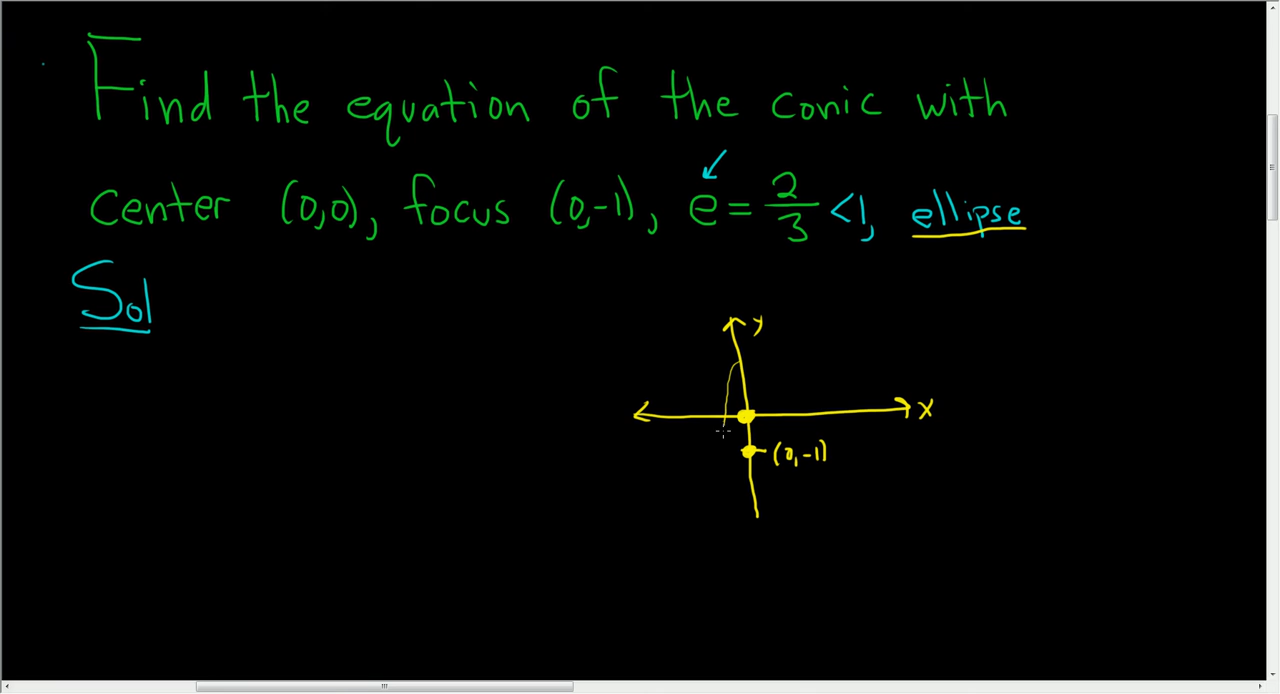 Find the equation of the conic with
center (0,0), focus (0,-1), e = 2/3 <1, ellipse
Sol
y
x
(0,-1)